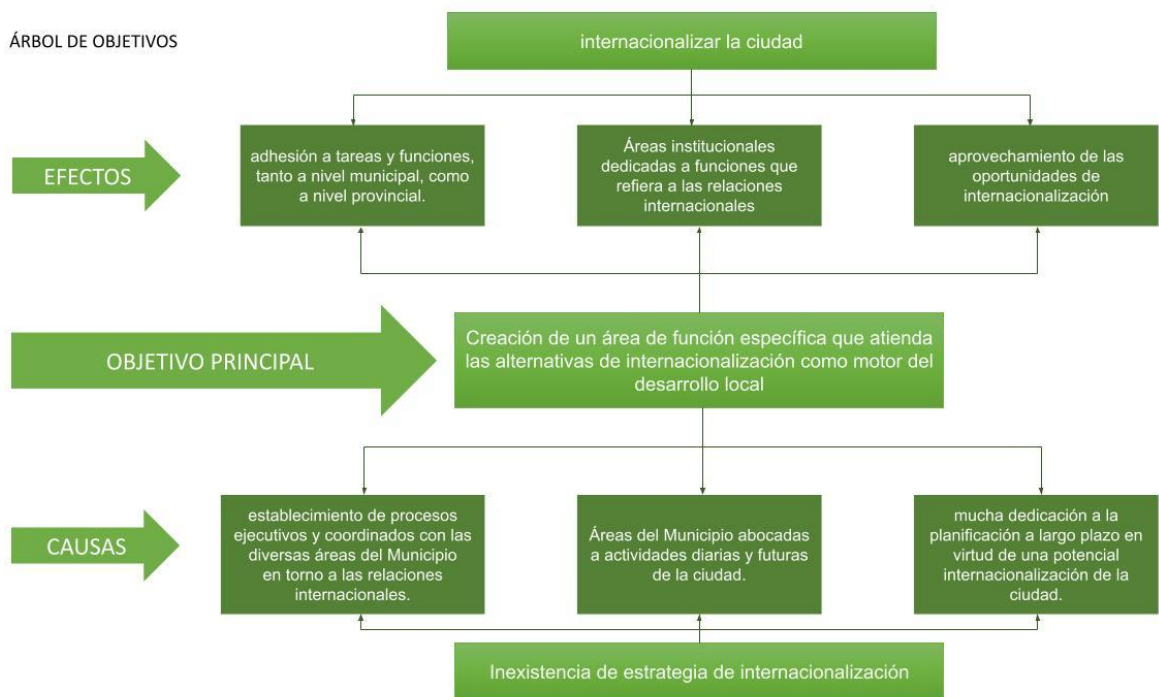 ÁRBOL DE OBJETIVOS
internacionalizar la ciudad
EFECTOS
adhesión a tareas y funciones,
tanto a nivel municipal, como
a nivel provincial.
Áreas institucionales
dedicadas a funciones que
refiera a las relaciones
internacionales
aprovechamiento de las
oportunidades de
internacionalización
OBJETIVO PRINCIPAL
Creación de un área de función específica que atienda
las alternativas de internacionalización como motor del
desarrollo local
CAUSAS
establecimiento de procesos
ejecutivos y coordinados con las
diversas áreas del Municipio
en torno a las relaciones
internacionales.
Áreas del Municipio abocadas
a actividades diarias y futuras
de la ciudad.
mucha dedicación a la
planificación a largo plazo en
virtud de una potencial
internacionalización de la
ciudad.
Inexistencia de estrategia de internacionalización